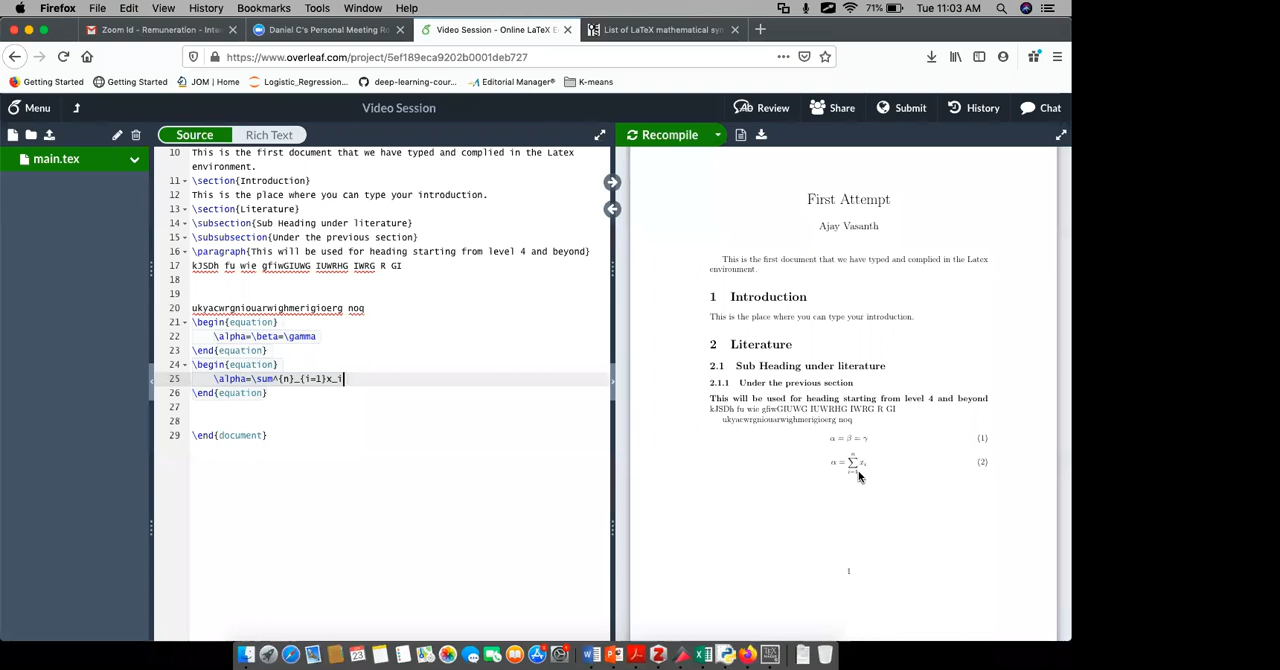 Firefox File Edit View History Bookmarks Tools Window Help 71% Tue 11:03 AM
Zoom Id - Remuneration - Inte
Daniel C's Personal Meeting Ro
Video Session - Online LaTeX E
List of LaTeX mathematical sym
https://www.overleaf.com/project/5ef189eca9202b0001deb727
Getting Started Getting Started JOM | Home Logistic_Regression... deep-learning-cour... Editorial Manager® K-means
Menu Video Session Review Share Submit History Chat
Source Rich Text Recompile
main.tex
10 This is the first document that we have typed and complied in the Latex
environment.
11 \section{Introduction}
12 This is the place where you can type your introduction.
13 \section{Literature}
14 \subsection{Sub Heading under literature}
15 \subsubsection{Under the previous section}
16 \paragraph{This will be used for heading starting from level 4 and beyond}
17 kJSDh fu wie gfiwGIUWG IUWRHG IWRG R GI
18
19
20 ukyacwrgniouarwighmerigioerg noq
21 \begin{equation}
22 \alpha=\beta=\gamma
23 \end{equation}
24 \begin{equation}
25 \alpha=\sum^{n}_{i=1}x_i
26 \end{equation}
27
28
29 \end{document}
First Attempt
Ajay Vasanth
This is the first document that we have typed and complied in the Latex
environment.
1 Introduction
This is the place where you can type your introduction.
2 Literature
2.1 Sub Heading under literature
2.1.1 Under the previous section
This will be used for heading starting from level 4 and beyond
kJSDh fu wie gfiwGIUWG IUWRHG IWRG R GI
ukyacwrgniouarwighmerigioerg noq
α = β = γ (1)
α = ∑ⁿᵢ₌₁ xᵢ (2)
1